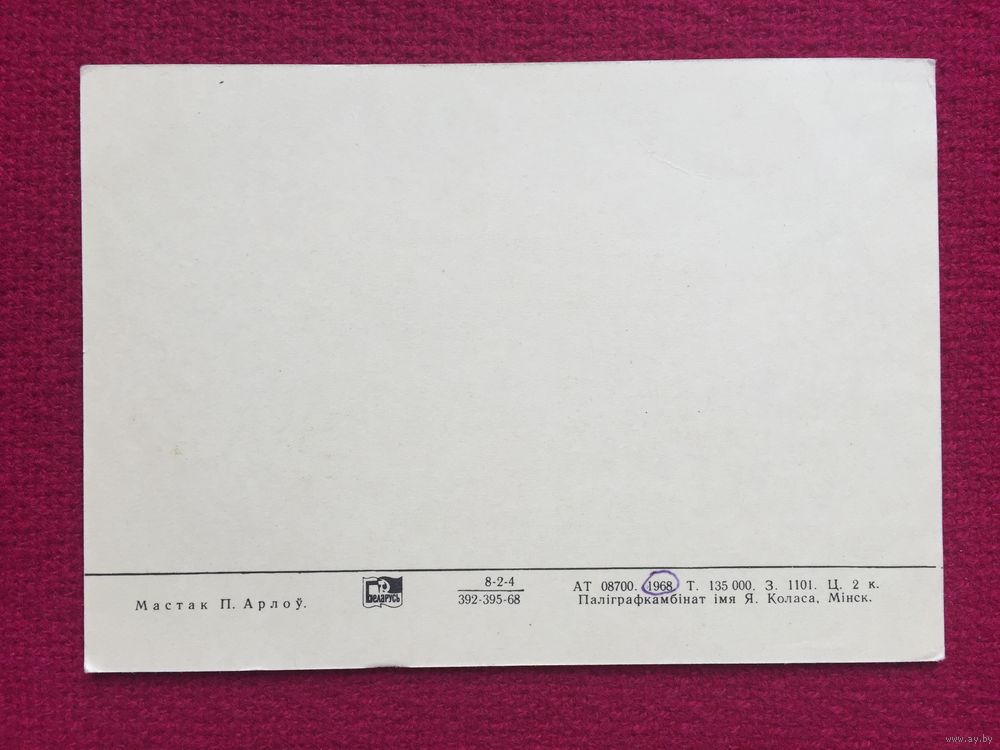 Мастак П. Арлоў.
Беларусь
8-2-4
392-395-68
АТ 08700. 1968 Т. 135 000. З. 1101. Ц. 2 к.
Паліграфкамбінат імя Я. Коласа, Мінск.
www.ay.by